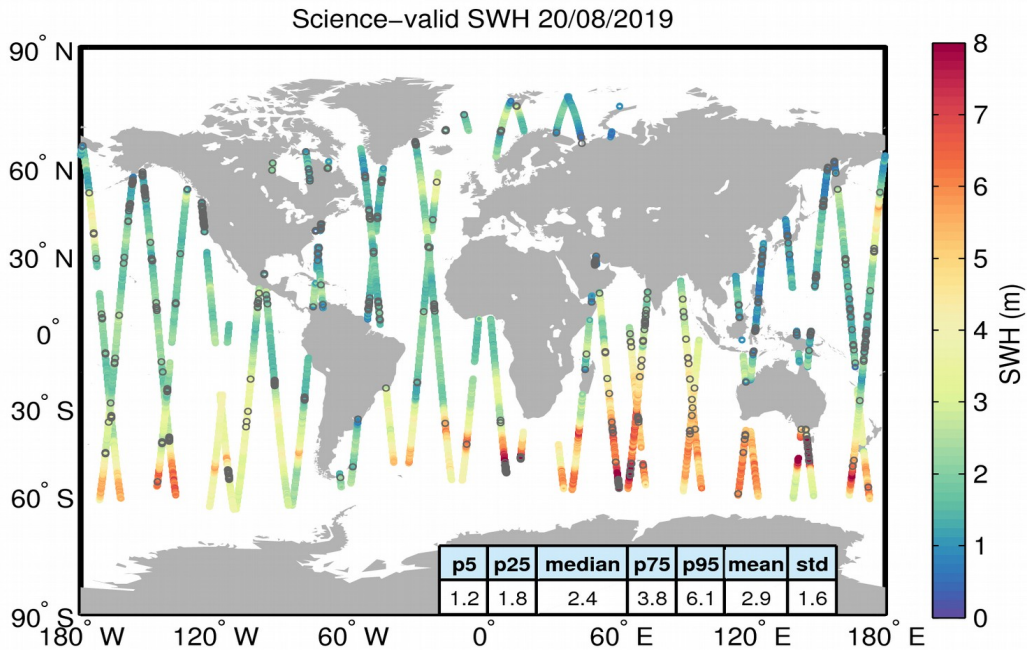 Science−valid SWH 20/08/2019
90° N
60° N
30° N
0°
30° S
60° S
90° S
180° W
120° W
60° W
0°
60° E
120° E
180° E
p5 p25 median p75 p95 mean std
1.2 1.8 2.4 3.8 6.1 2.9 1.6
8
7
6
5
4
3
2
1
0
SWH (m)